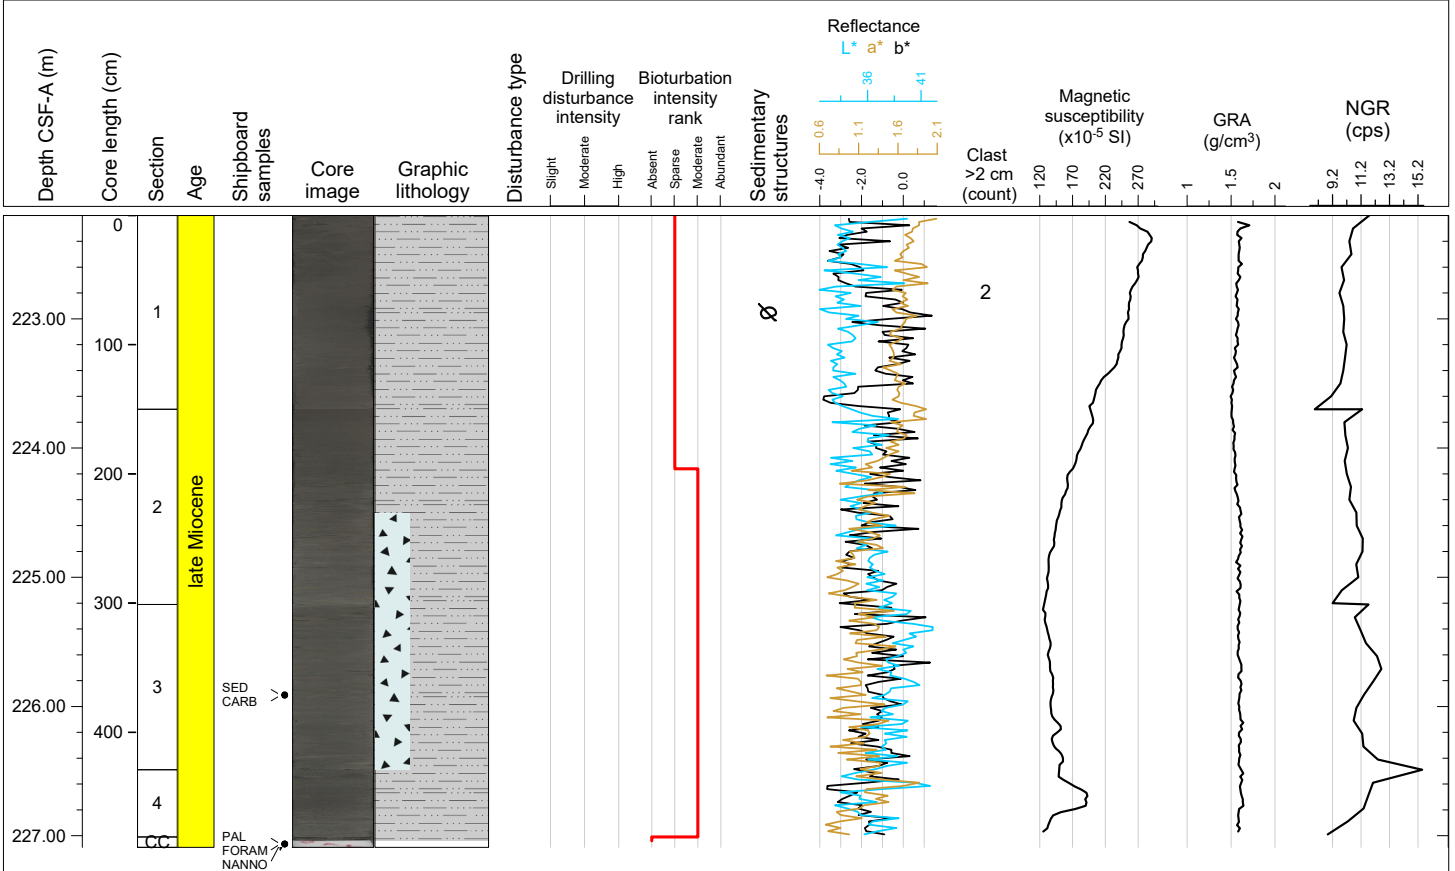 Depth CSF-A (m)
Core length (cm)
Section
Age
Shipboard
samples
Core
image
Graphic
lithology
Disturbance type
Drilling
disturbance
intensity
Slight
Moderate
High
Bioturbation
intensity
rank
Absent
Sparse
Moderate
Abundant
Sedimentary
structures
Reflectance
L* a* b*
36 41
0.6 1.1 1.6 2.1
-4.0 -2.0 0.0
Clast
>2 cm
(count)
Magnetic
susceptibility
(x10-5 SI)
120 170 220 270
GRA
(g/cm3)
1 1.5 2
NGR
(cps)
9.2 11.2 13.2 15.2
0
2
1
223.00
100
224.00
200
2
late Miocene
225.00
300
3
SED
CARB
226.00
400
4
227.00
CC
PAL
FORAM
NANNO